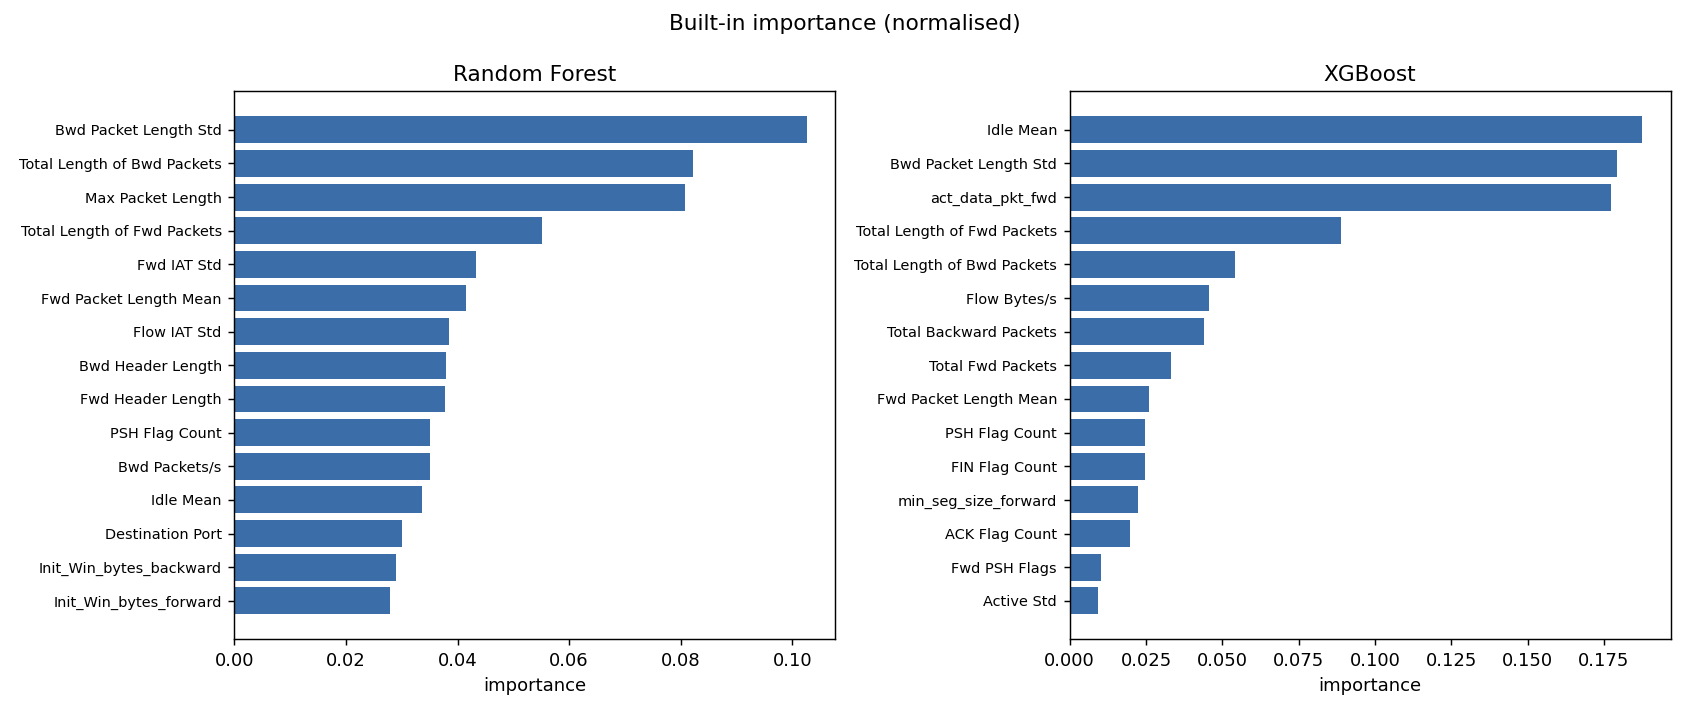 Built-in importance (normalised)
Random Forest
Bwd Packet Length Std
Total Length of Bwd Packets
Max Packet Length
Total Length of Fwd Packets
Fwd IAT Std
Fwd Packet Length Mean
Flow IAT Std
Bwd Header Length
Fwd Header Length
PSH Flag Count
Bwd Packets/s
Idle Mean
Destination Port
Init_Win_bytes_backward
Init_Win_bytes_forward
0.00 0.02 0.04 0.06 0.08 0.10
importance
XGBoost
Idle Mean
Bwd Packet Length Std
act_data_pkt_fwd
Total Length of Fwd Packets
Total Length of Bwd Packets
Flow Bytes/s
Total Backward Packets
Total Fwd Packets
Fwd Packet Length Mean
PSH Flag Count
FIN Flag Count
min_seg_size_forward
ACK Flag Count
Fwd PSH Flags
Active Std
0.000 0.025 0.050 0.075 0.100 0.125 0.150 0.175
importance